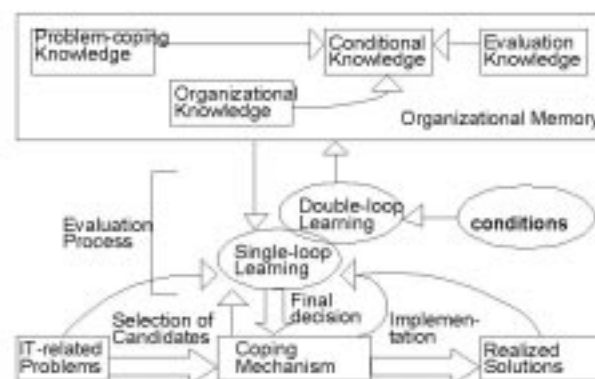 Problem-coping
Knowledge
Conditional
Knowledge
Evaluation
Knowledge
Organizational
Knowledge
Organizational Memory
Double-loop
Learning
conditions
Evaluation
Process
Single-loop
Learning
Selection of
Candidates
Final
decision
Implemen-
tation
IT-related
Problems
Coping
Mechanism
Realized
Solutions